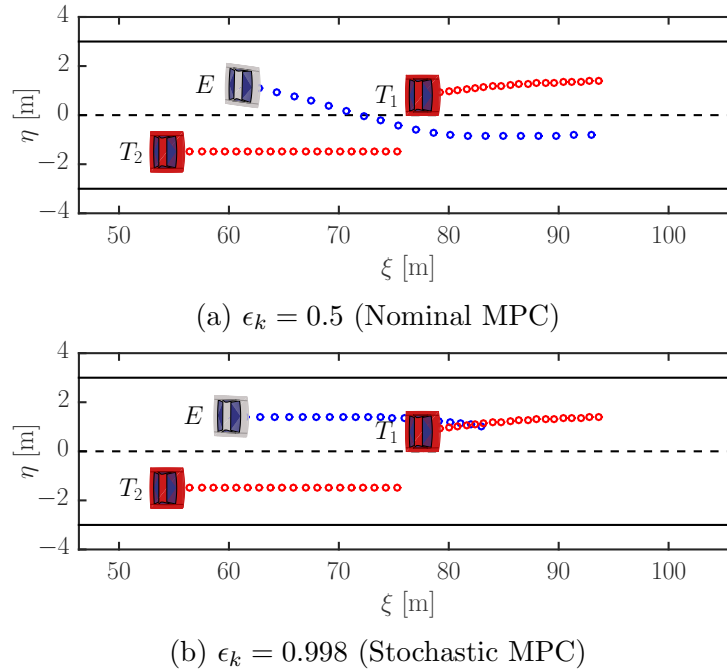 4
2
0
−2
−4
η [m]
E
T₁
T₂
50 60 70 80 90 100
ξ [m]
(a) ϵₖ = 0.5 (Nominal MPC)
4
2
0
−2
−4
η [m]
E
T₁
T₂
50 60 70 80 90 100
ξ [m]
(b) ϵₖ = 0.998 (Stochastic MPC)